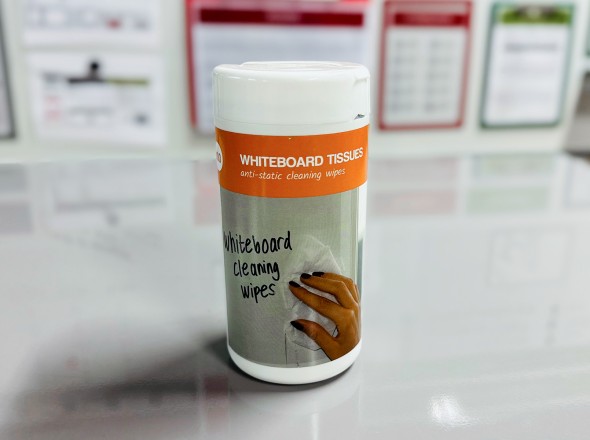 WHITEBOARD TISSUES
anti-static cleaning wipes
whiteboard
cleaning
wipes